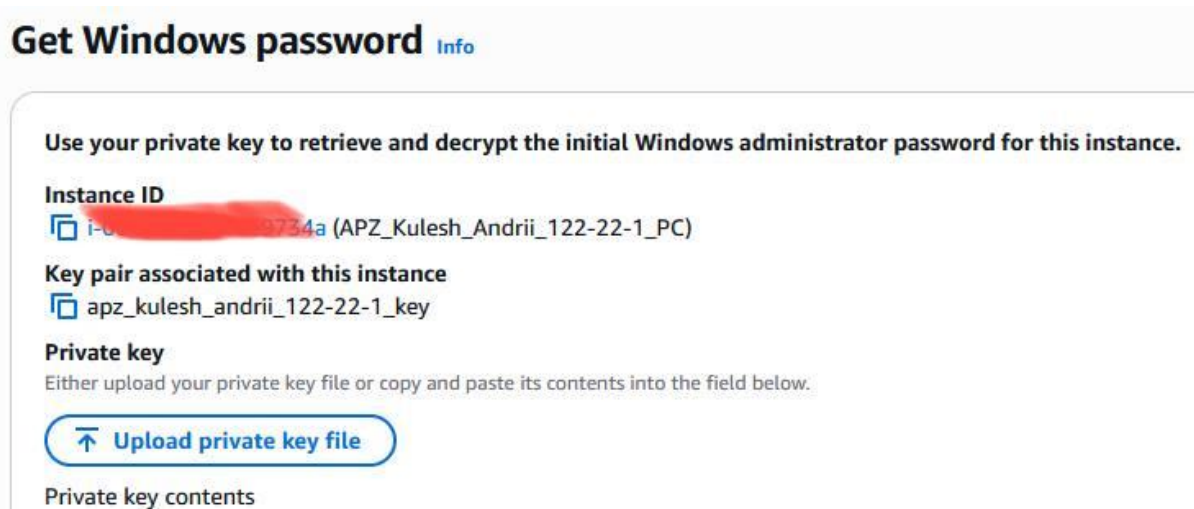 Get Windows password Info
Use your private key to retrieve and decrypt the initial Windows administrator password for this instance.
Instance ID
(APZ_Kulesh_Andrii_122-22-1_PC)
Key pair associated with this instance
apz_kulesh_andrii_122-22-1_key
Private key
Either upload your private key file or copy and paste its contents into the field below.
Upload private key file
Private key contents